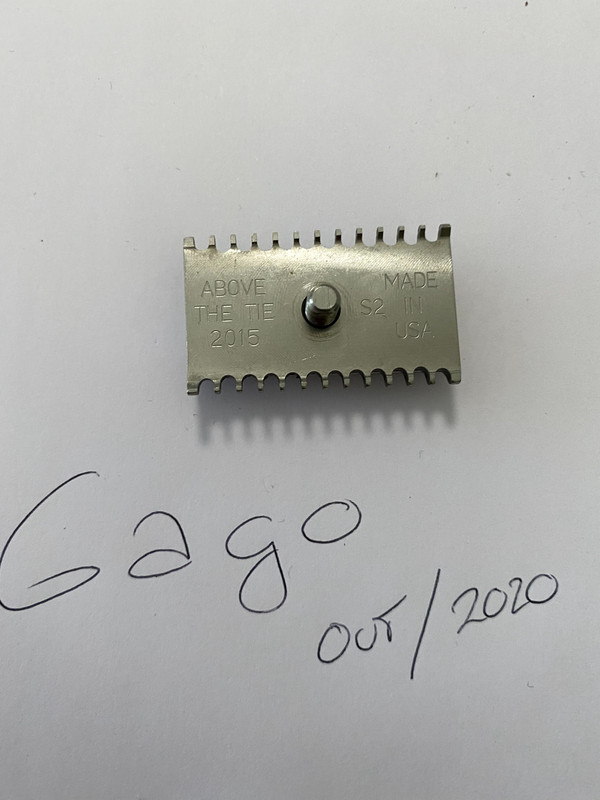 ABOVE
THE TIE
2015
S2
MADE
IN
USA
Gago
out/2020